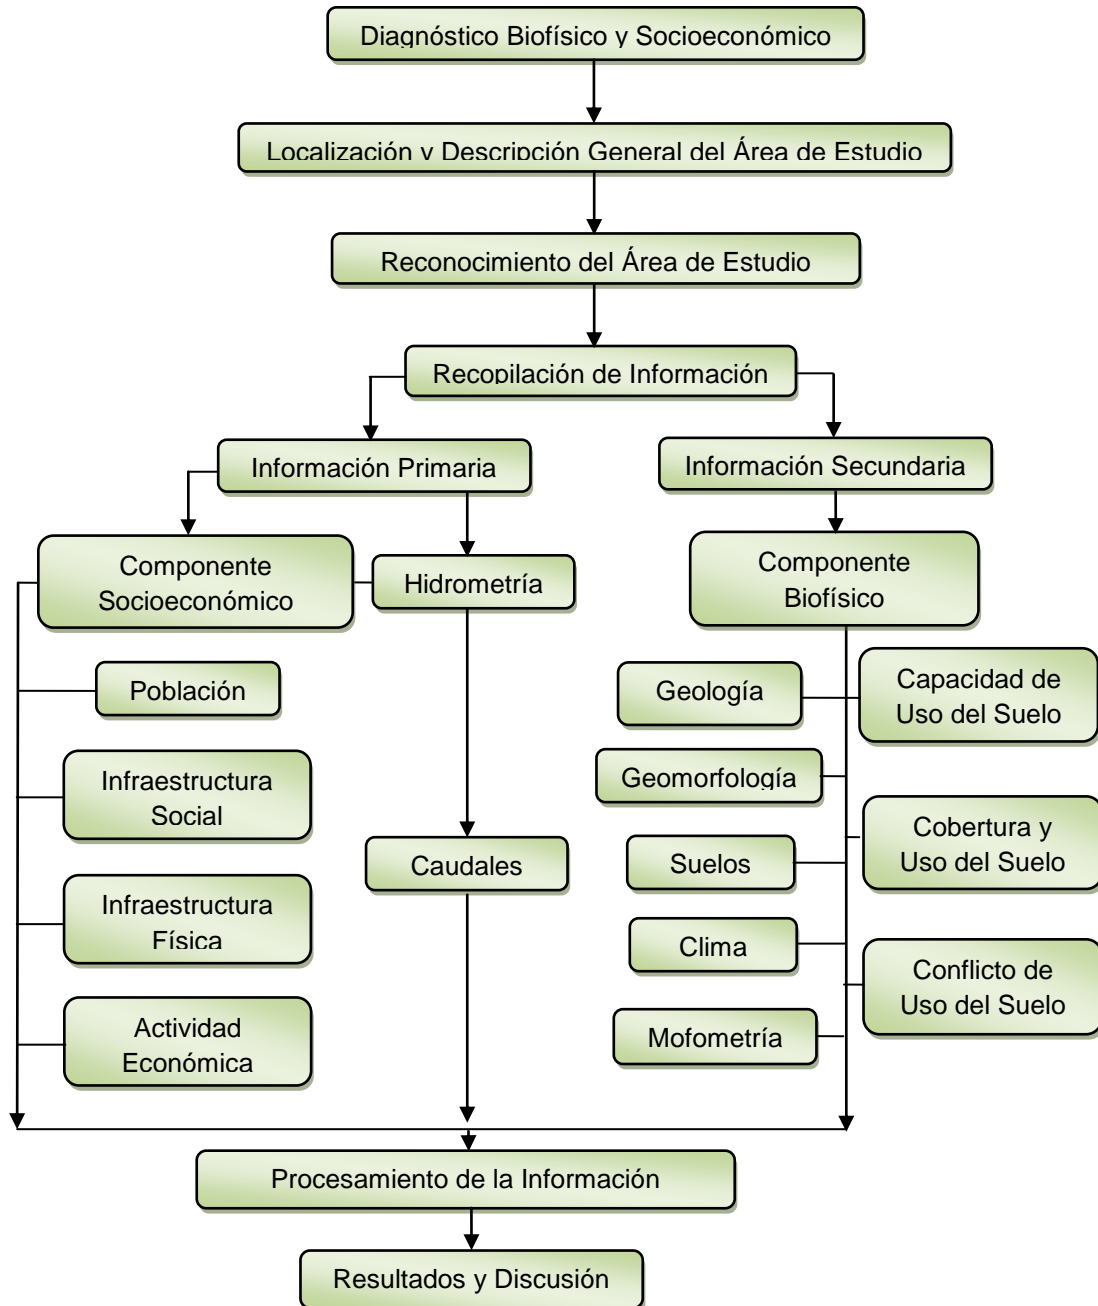 Diagnóstico Biofísico y Socioeconómico
Localización y Descripción General del Área de Estudio
Reconocimiento del Área de Estudio
Recopilación de Información
Información Primaria
Información Secundaria
Componente
Socioeconómico
Hidrometría
Componente
Biofísico
Población
Geología
Capacidad de
Uso del Suelo
Infraestructura
Social
Geomorfología
Cobertura y
Uso del Suelo
Caudales
Suelos
Infraestructura
Física
Clima
Conflicto de
Uso del Suelo
Actividad
Económica
Mofometría
Procesamiento de la Información
Resultados y Discusión